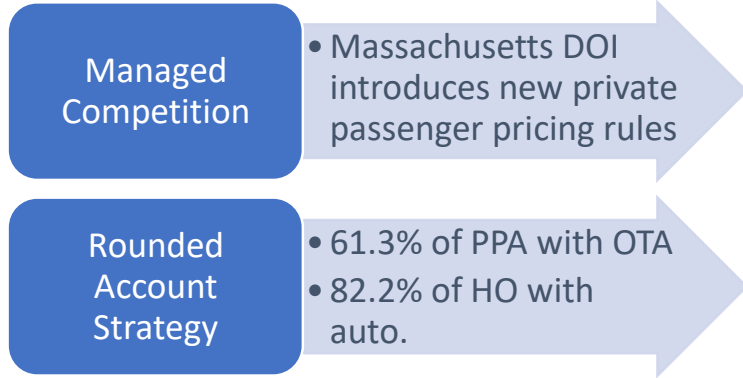 Managed
Competition
• Massachusetts DOI
introduces new private
passenger pricing rules
Rounded
Account
Strategy
• 61.3% of PPA with OTA
• 82.2% of HO with
auto.